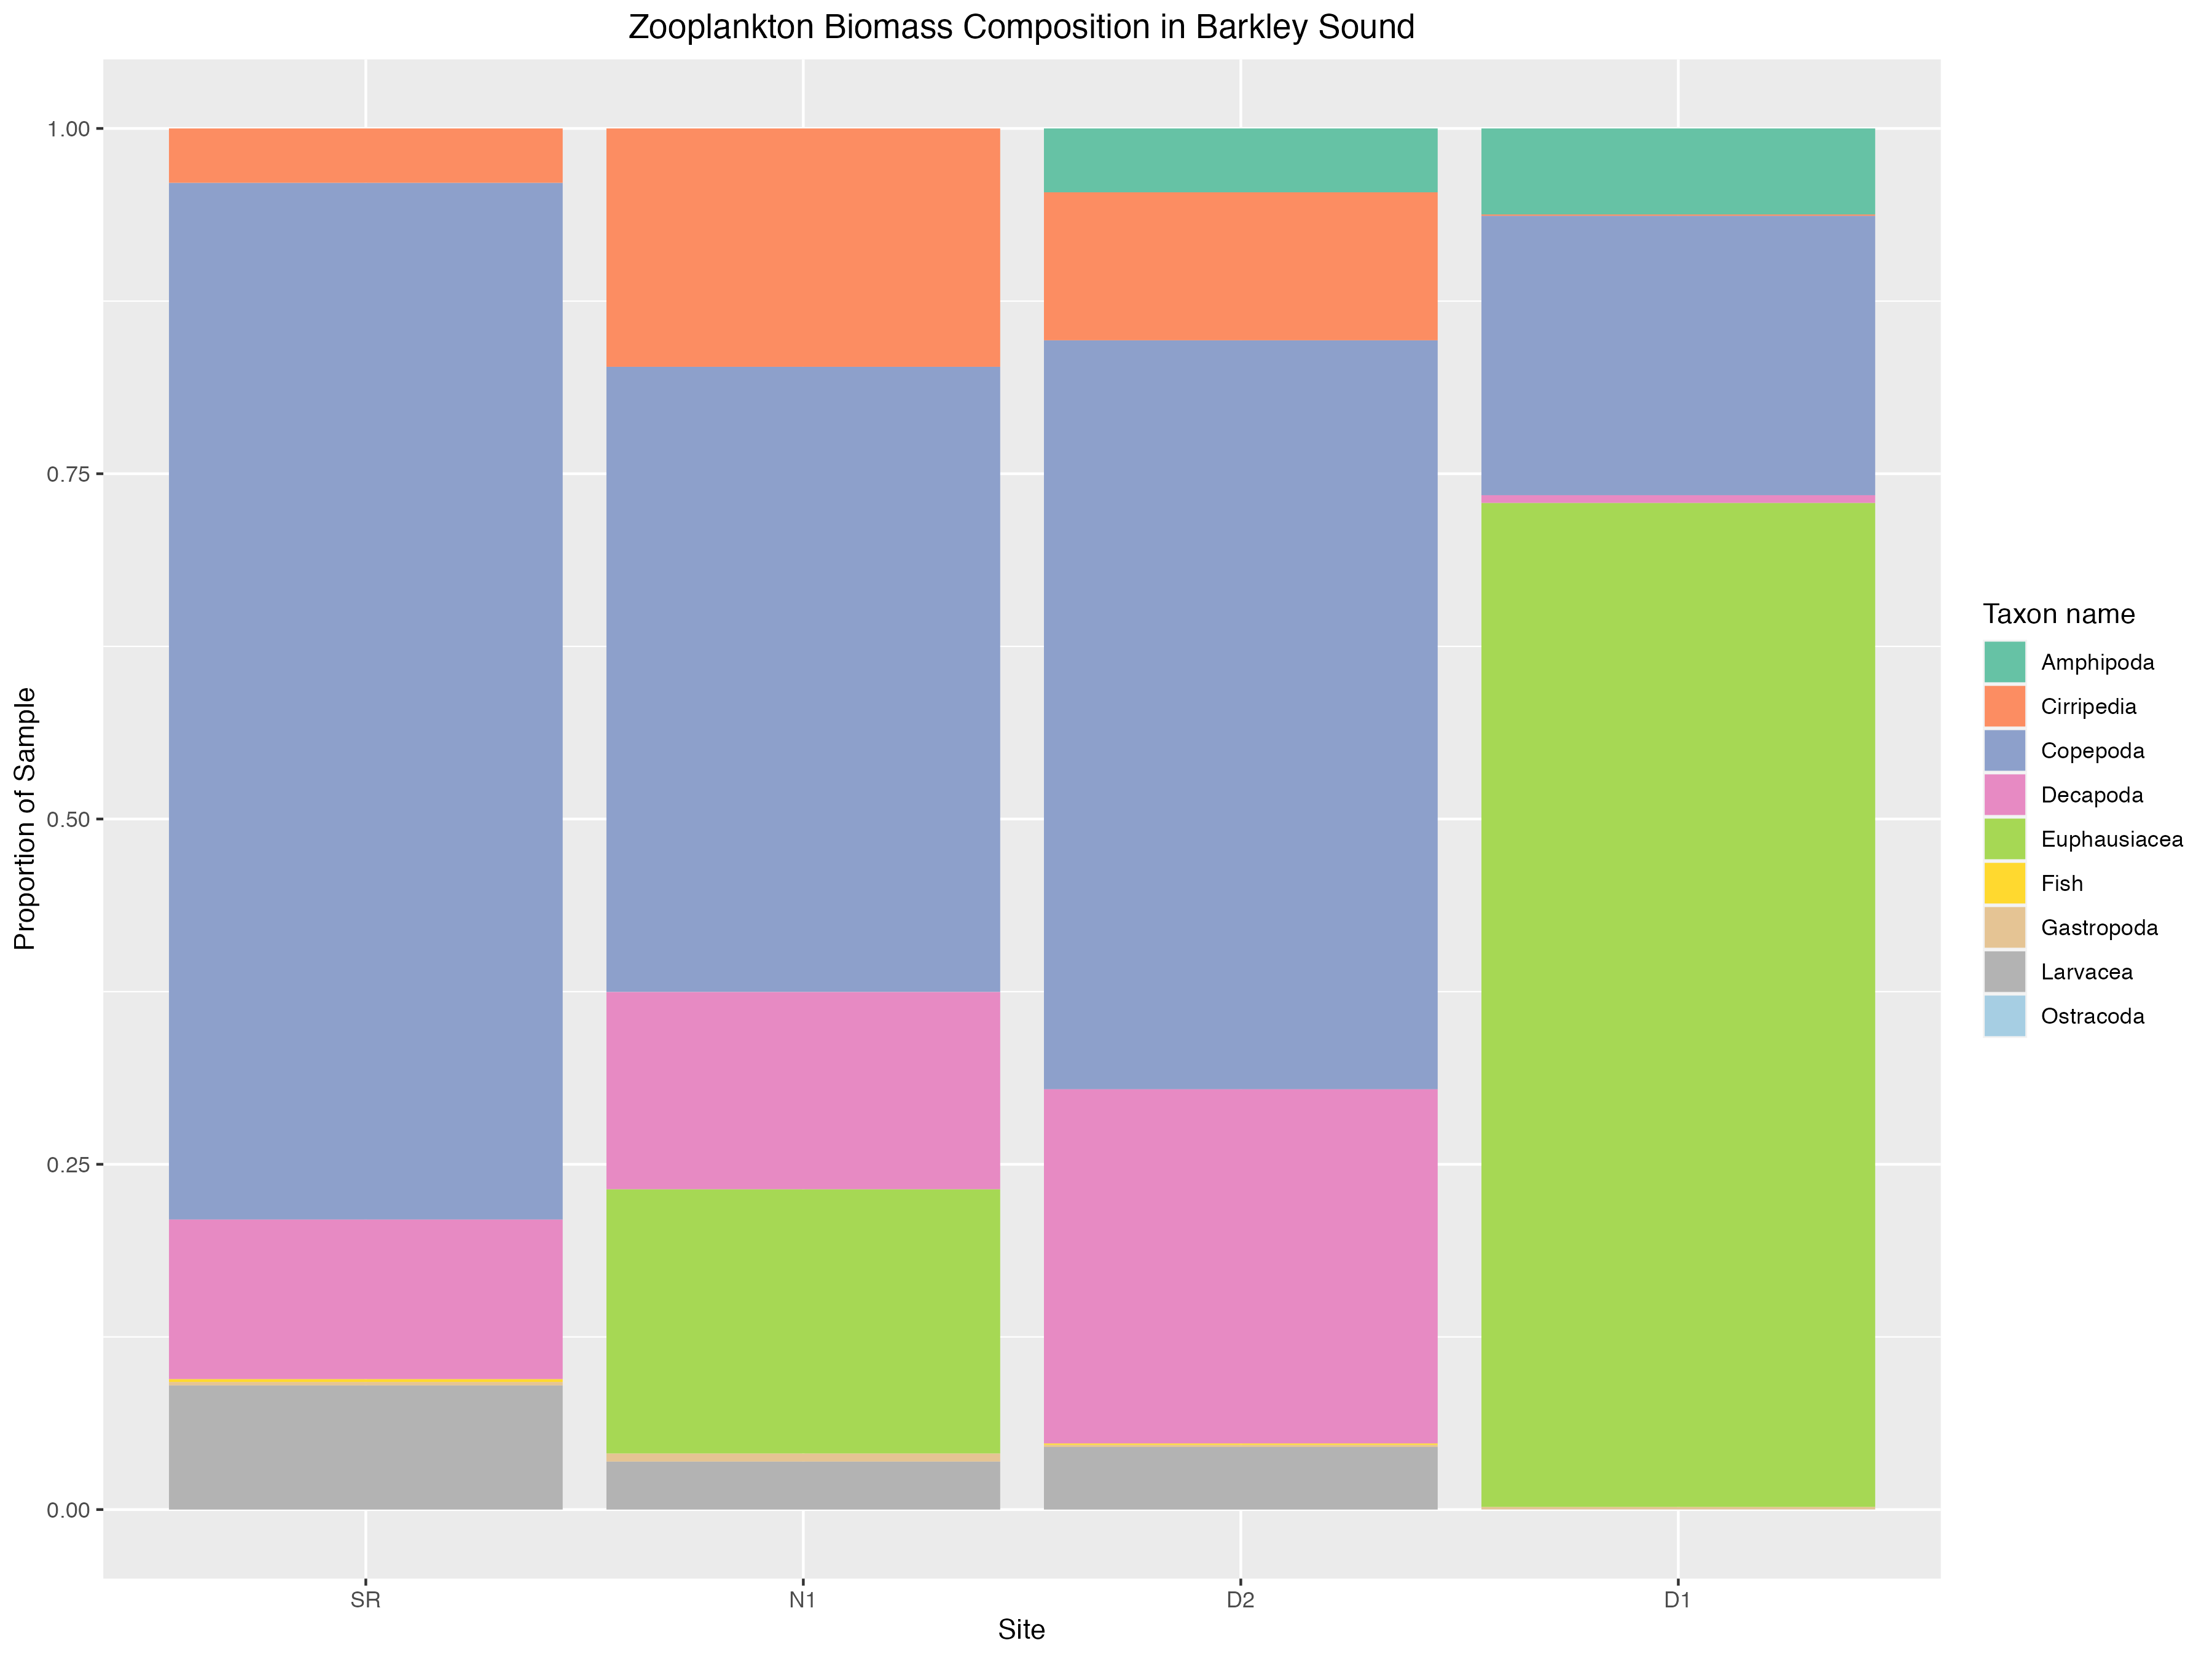 Zooplankton Biomass Composition in Barkley Sound
Proportion of Sample
1.00
0.75
0.50
0.25
0.00
SR
N1
D2
D1
Site
Taxon name
Amphipoda
Cirripedia
Copepoda
Decapoda
Euphausiacea
Fish
Gastropoda
Larvacea
Ostracoda